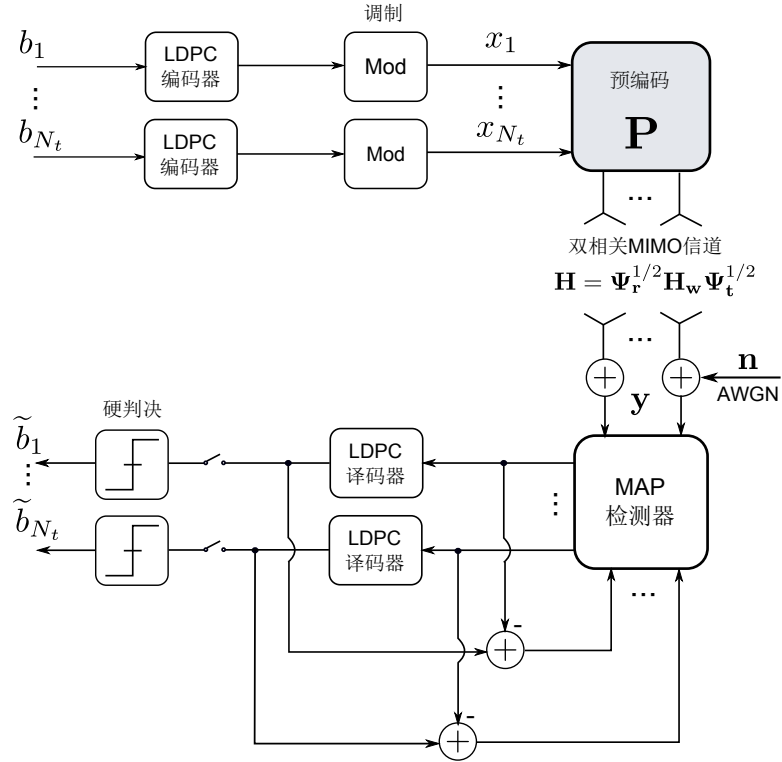 调制
b_1
LDPC
编码器
Mod
x_1
预编码
P
⋮
⋮
b_{N_t}
LDPC
编码器
Mod
x_{N_t}
...
双相关MIMO信道
H = Ψ_r^{1/2} H_w Ψ_t^{1/2}
...
+
+
n
AWGN
y
硬判决
\tilde{b}_1
LDPC
译码器
MAP
检测器
⋮
⋮
\tilde{b}_{N_t}
LDPC
译码器
...
-
+
-
+